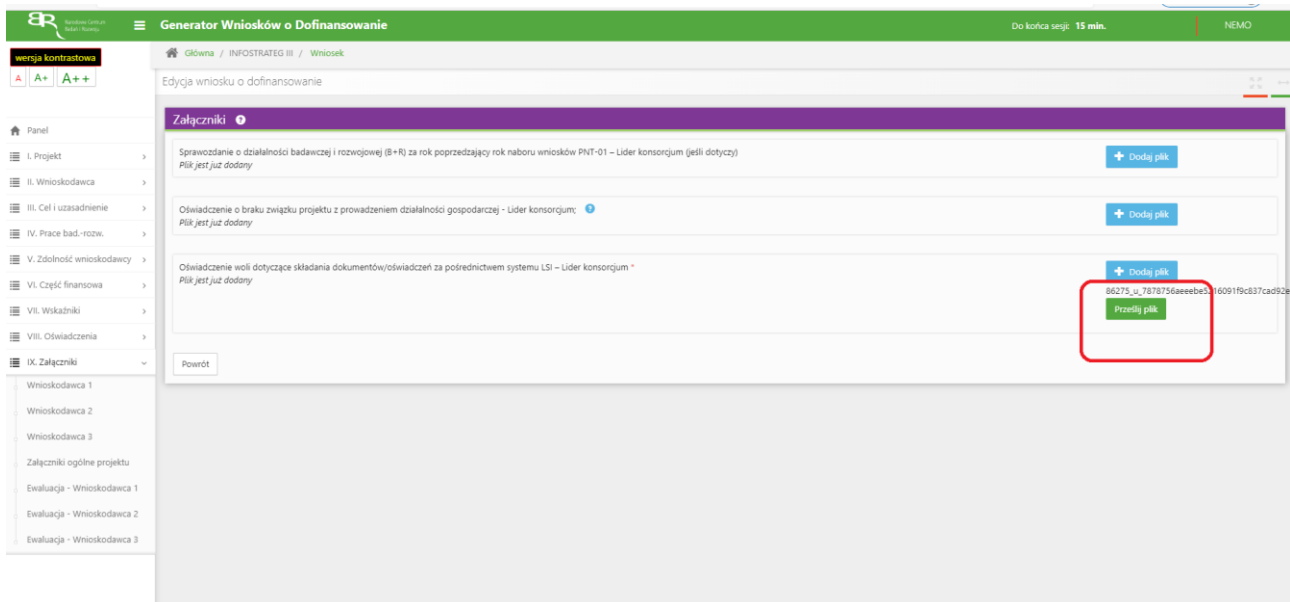 Narodowe Centrum
Badań i Rozwoju
Generator Wniosków o Dofinansowanie
Do końca sesji: 15 min.
NEMO
wersja kontrastowa
A A+ A++
Główna / INFOSTRATEG III / Wniosek
Edycja wniosku o dofinansowanie
Panel
I. Projekt
II. Wnioskodawca
III. Cel i uzasadnienie
IV. Prace bad.-rozw.
V. Zdolność wnioskodawcy
VI. Część finansowa
VII. Wskaźniki
VIII. Oświadczenia
IX. Załączniki
Wnioskodawca 1
Wnioskodawca 2
Wnioskodawca 3
Załączniki ogólne projektu
Ewaluacja - Wnioskodawca 1
Ewaluacja - Wnioskodawca 2
Ewaluacja - Wnioskodawca 3
Załączniki
Sprawozdanie o działalności badawczej i rozwojowej (B+R) za rok poprzedzający rok naboru wniosków PNT-01 – Lider konsorcjum (jeśli dotyczy)
Plik jest już dodany
Dodaj plik
Oświadczenie o braku związku projektu z prowadzeniem działalności gospodarczej - Lider konsorcjum;
Plik jest już dodany
Dodaj plik
Oświadczenie woli dotyczące składania dokumentów/oświadczeń za pośrednictwem systemu LSI – Lider konsorcjum *
Plik jest już dodany
Dodaj plik
Prześlij plik
Powrót